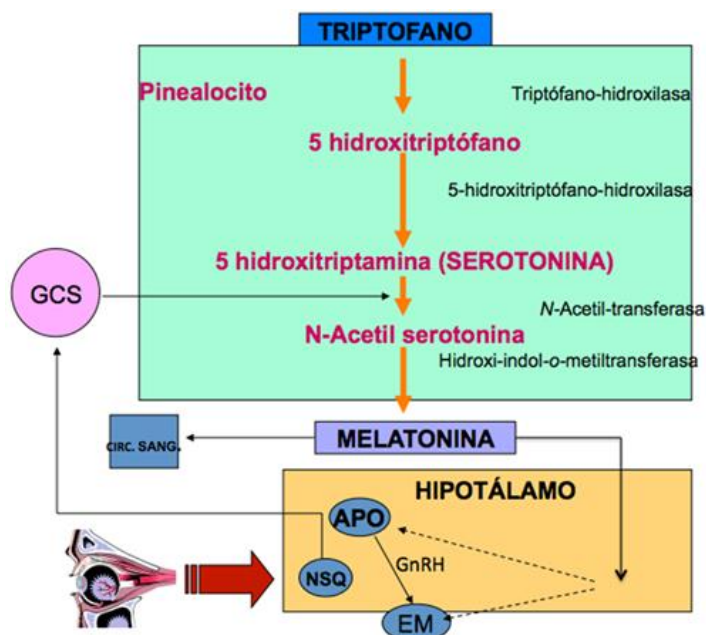 TRIPTOFANO
Pinealocito
Triptófano-hidroxilasa
5 hidroxitriptófano
5-hidroxitriptófano-hidroxilasa
5 hidroxitriptamina (SEROTONINA)
GCS
N-Acetil-transferasa
N-Acetil serotonina
Hidroxi-indol-o-metiltransferasa
CIRC. SANG.
MELATONINA
HIPOTÁLAMO
APO
GnRH
NSQ
EM